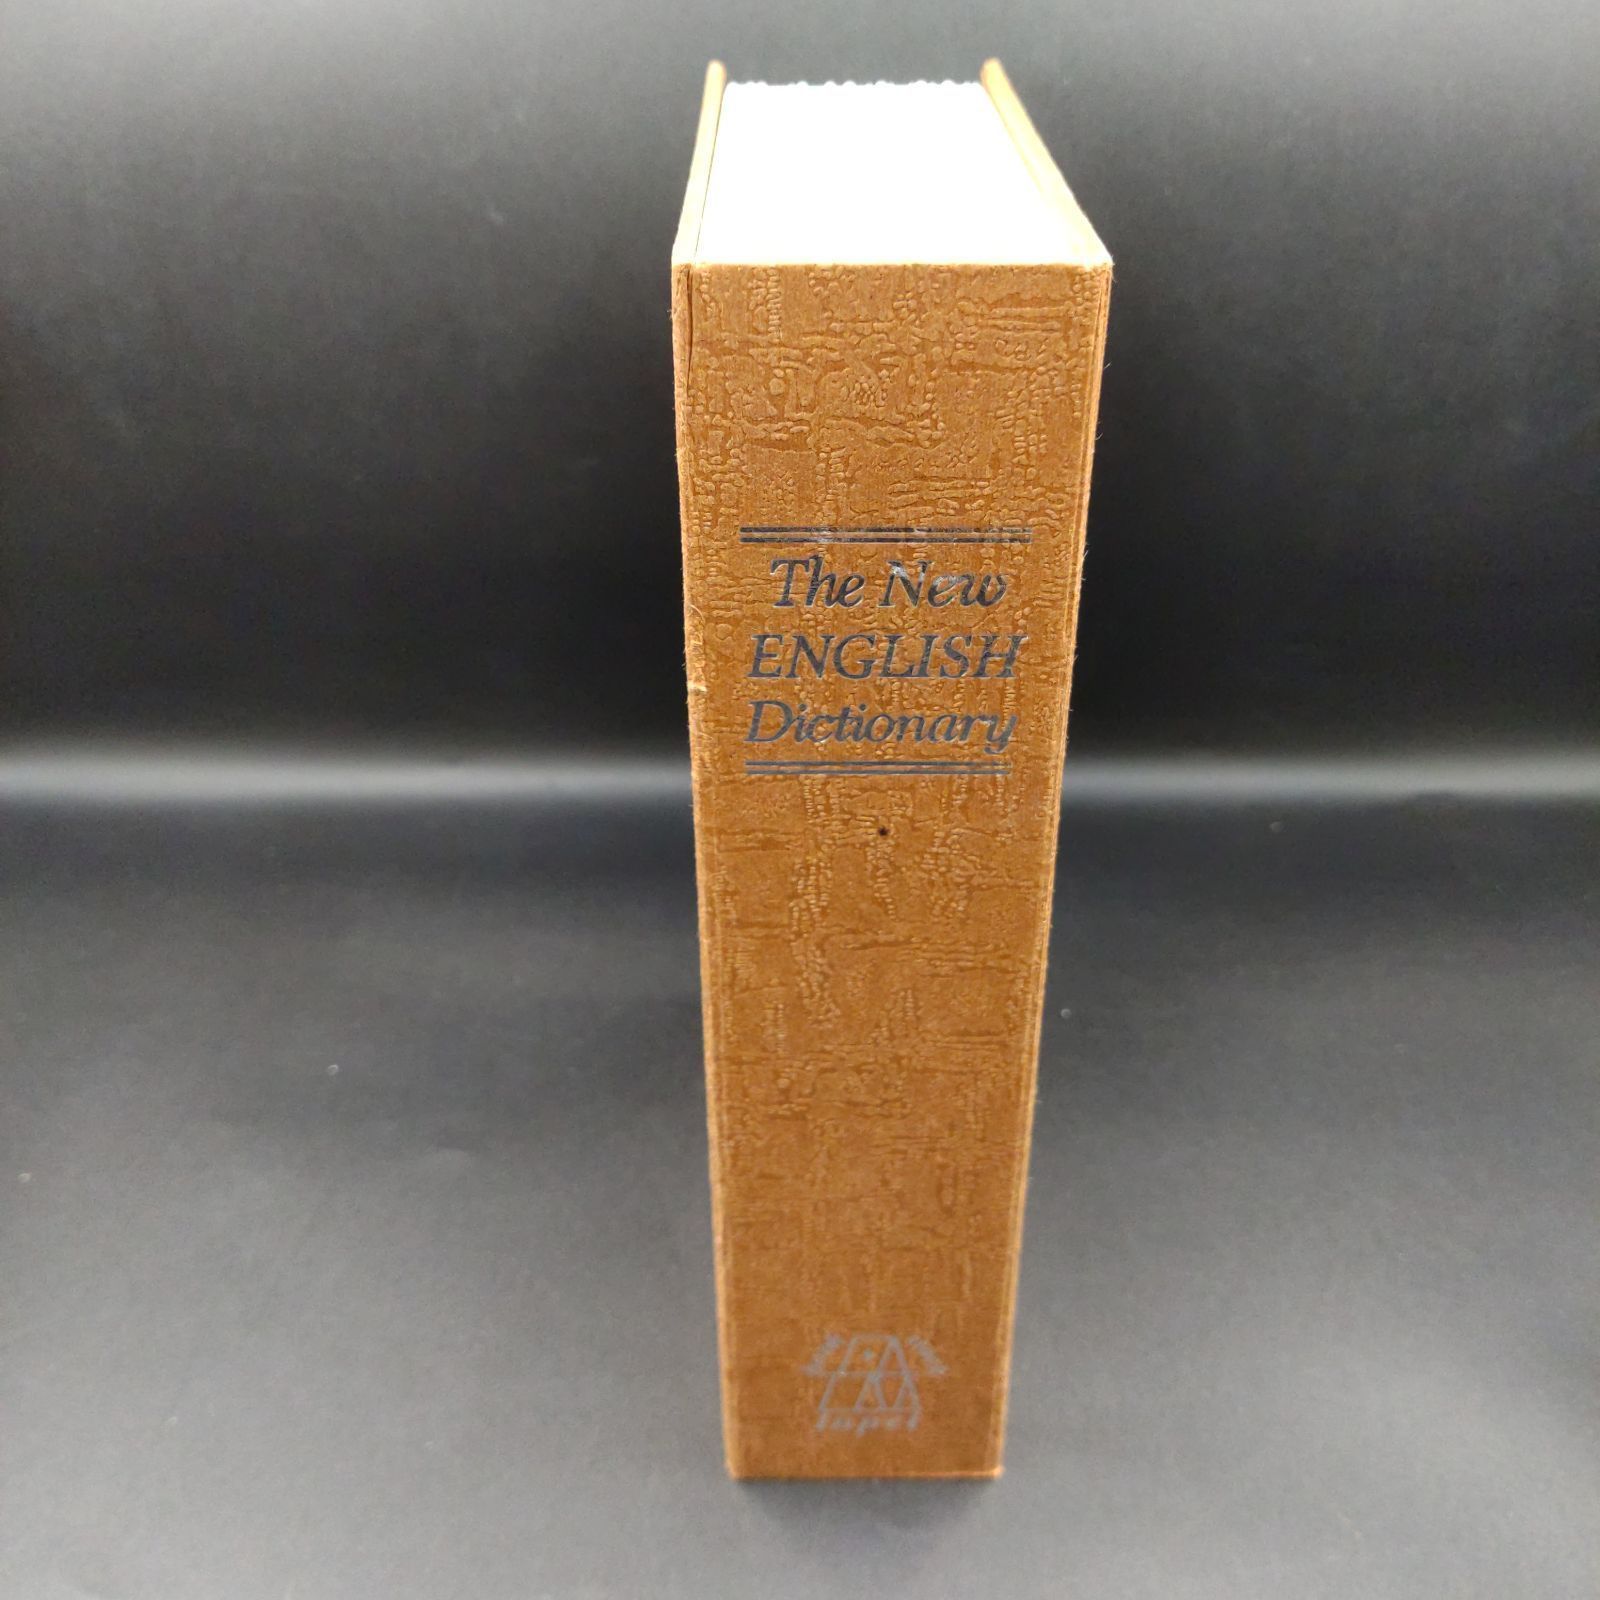 The New
ENGLISH
Dictionary